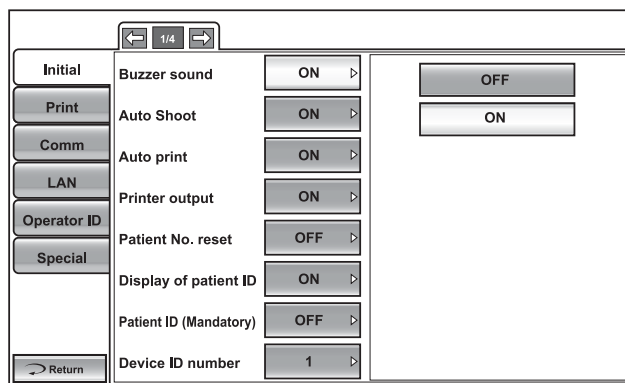 1/4
Initial
Print
Comm
LAN
Operator ID
Special
Return
Buzzer sound ON
Auto Shoot ON
Auto print ON
Printer output ON
Patient No. reset OFF
Display of patient ID ON
Patient ID (Mandatory) OFF
Device ID number 1
OFF
ON